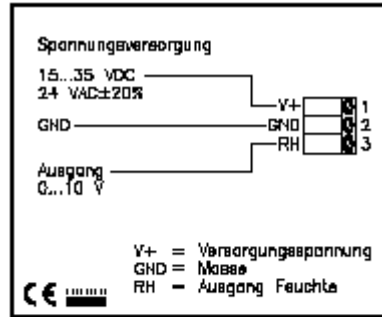 Spannungsversorgung
15...35 VDC
24 VAC±20%
V+ 1
GND GND 2
RH 3
Ausgang
0...10 V
V+ = Versorgungsspannung
GND = Masse
RH = Ausgang Feuchte
CE